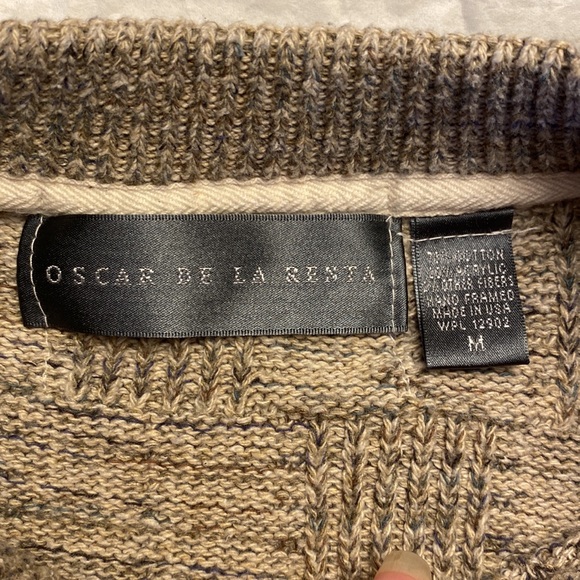 OSCAR DE LA RENTA
COTTON
ACRYLIC
OTHER FIBERS
HAND FRAMED
MADE IN USA
WPL 12902
M